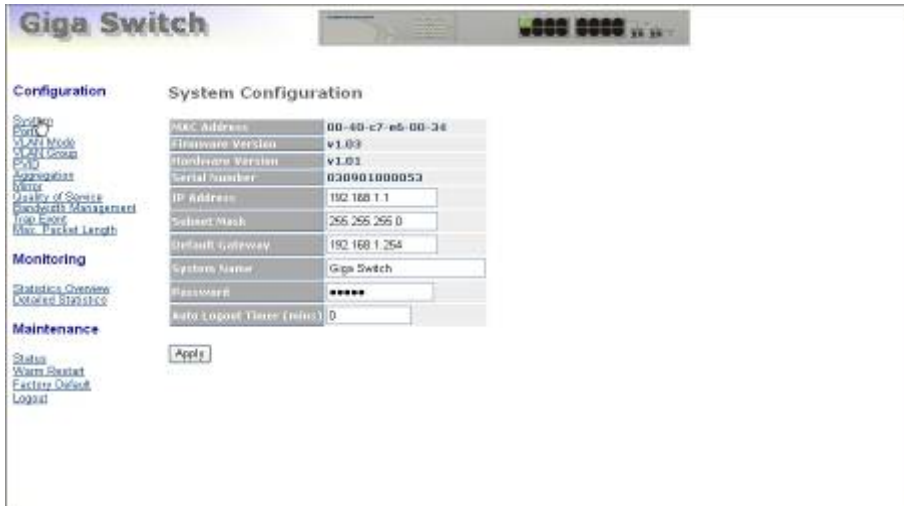 Giga Switch
Configuration
System
Port
VLAN Mode
VLAN Group
PVID
Aggregation
Mirror
Quality of Service
Bandwidth Management
Trap Event
Max. Packet Length
Monitoring
Statistics Overview
Detailed Statistics
Maintenance
Status
Warm Restart
Factory Default
Logout
System Configuration
MAC Address 00-40-c7-e6-00-34
Firmware Version v1.03
Hardware Version v1.01
Serial Number 030901000053
IP Address 192.168.1.1
Subnet Mask 255.255.255.0
Default Gateway 192.168.1.254
System Name Giga Switch
Password •••••
Auto Logout Timer (mins) 0
Apply